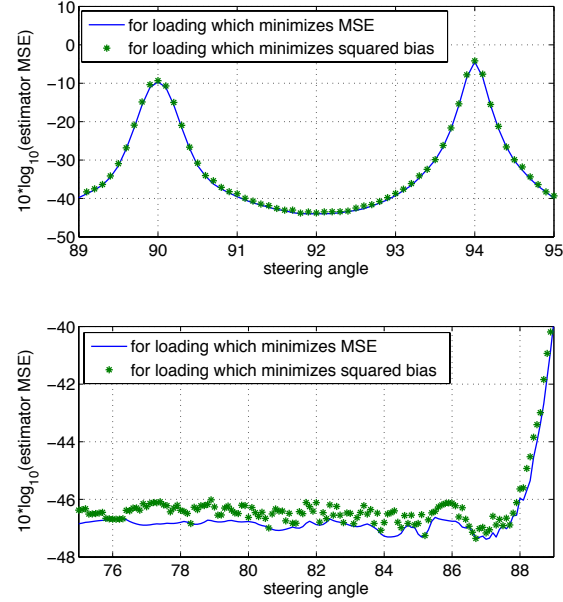 10
0
−10
−20
−30
−40
−50
89 90 91 92 93 94 95
steering angle
10*log10(estimator MSE)
for loading which minimizes MSE
for loading which minimizes squared bias
−40
−42
−44
−46
−48
76 78 80 82 84 86 88
steering angle
10*log10(estimator MSE)
for loading which minimizes MSE
for loading which minimizes squared bias